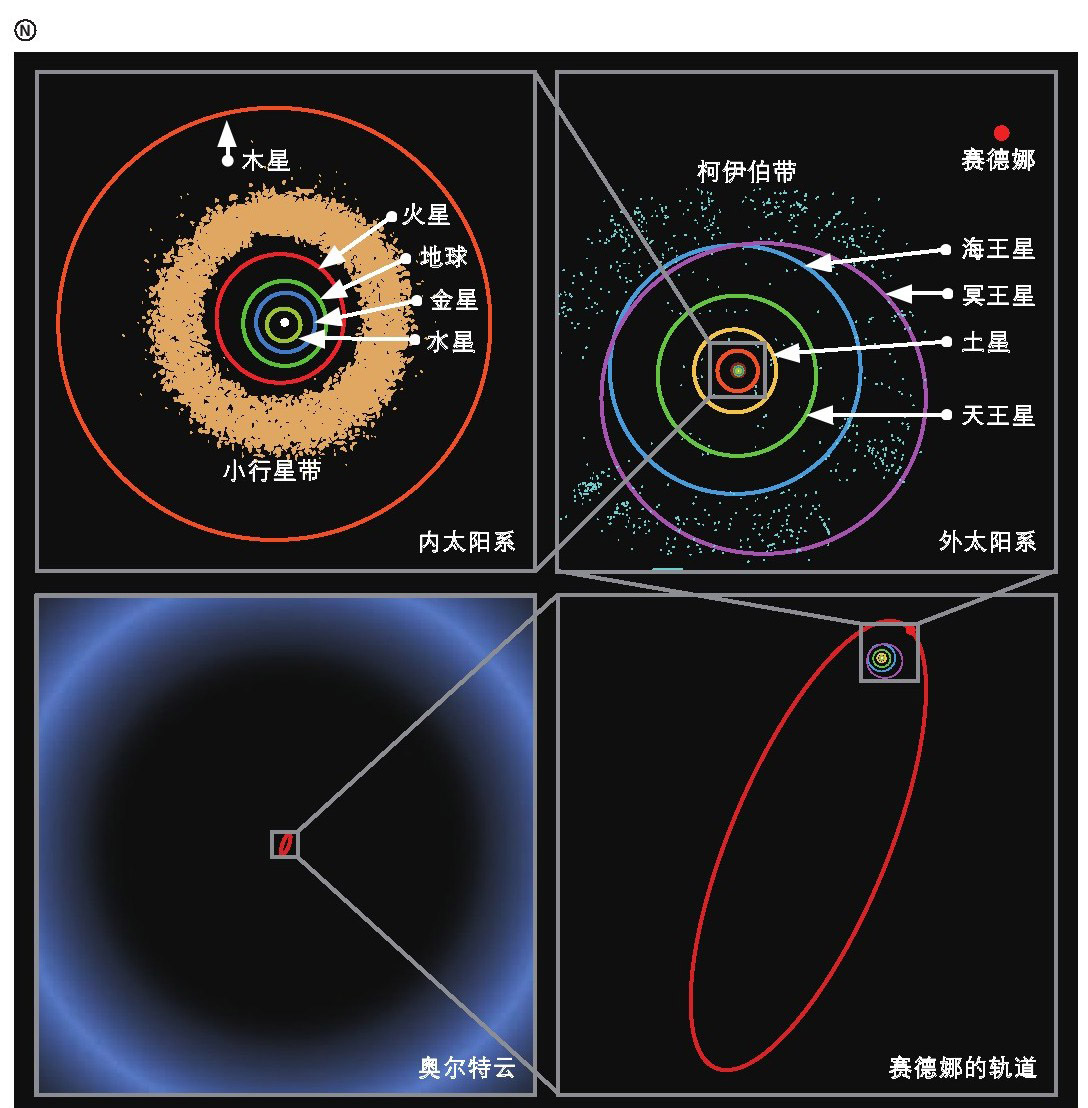 N
木星
火星
地球
金星
水星
小行星带
内太阳系
柯伊伯带
赛德娜
海王星
冥王星
土星
天王星
外太阳系
奥尔特云
赛德娜的轨道